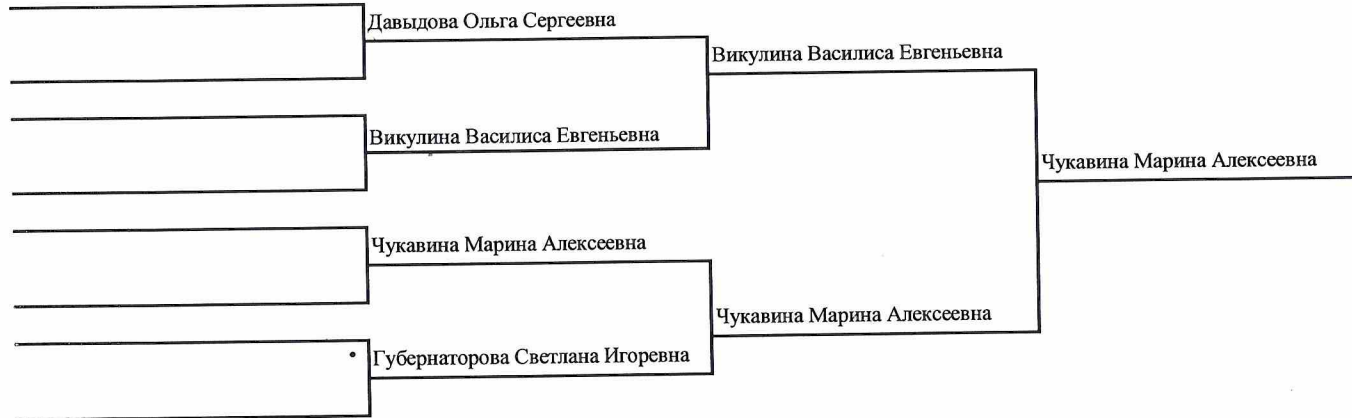 Давыдова Ольга Сергеевна
Викулина Василиса Евгеньевна
Викулина Василиса Евгеньевна
Чукавина Марина Алексеевна
Чукавина Марина Алексеевна
Чукавина Марина Алексеевна
Губернаторова Светлана Игоревна